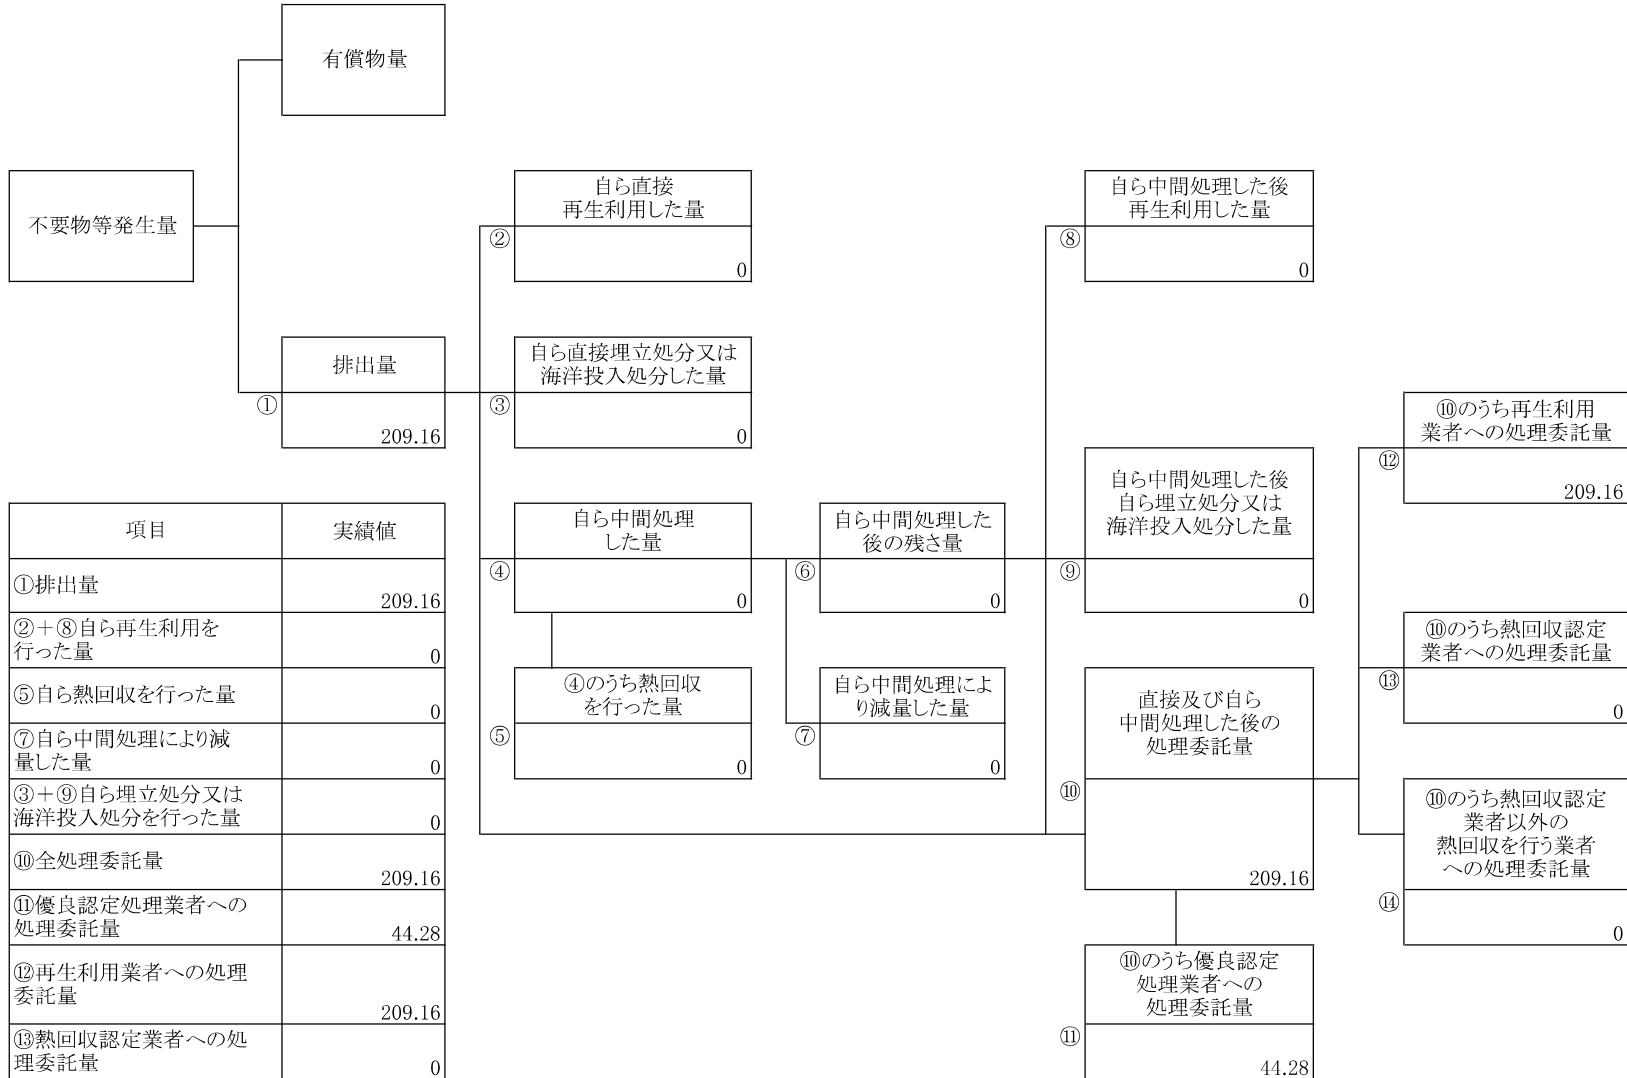 有償物量
不要物等発生量
自ら直接
再生利用した量
②
0
自ら中間処理した後
再生利用した量
⑧
0
排出量
①
209.16
自ら直接埋立処分又は
海洋投入処分した量
③
0
⑩のうち再生利用
業者への処理委託量
⑫
209.16
自ら中間処理
した量
④
0
自ら中間処理した
後の残さ量
⑥
0
自ら中間処理した後
自ら埋立処分又は
海洋投入処分した量
⑨
0
⑩のうち熱回収認定
業者への処理委託量
⑬
0
④のうち熱回収
を行った量
⑤
0
自ら中間処理によ
り減量した量
⑦
0
直接及び自ら
中間処理した後の
処理委託量
⑩
209.16
⑩のうち熱回収認定
業者以外の
熱回収を行う業者
への処理委託量
⑭
0
⑩のうち優良認定
処理業者への
処理委託量
⑪
44.28
項目 実績値
①排出量
209.16
②＋⑧自ら再生利用を
行った量
0
⑤自ら熱回収を行った量
0
⑦自ら中間処理により減
量した量
0
③＋⑨自ら埋立処分又は
海洋投入処分を行った量
0
⑩全処理委託量
209.16
⑪優良認定処理業者への
処理委託量
44.28
⑫再生利用業者への処理
委託量
209.16
⑬熱回収認定業者への処
理委託量
0